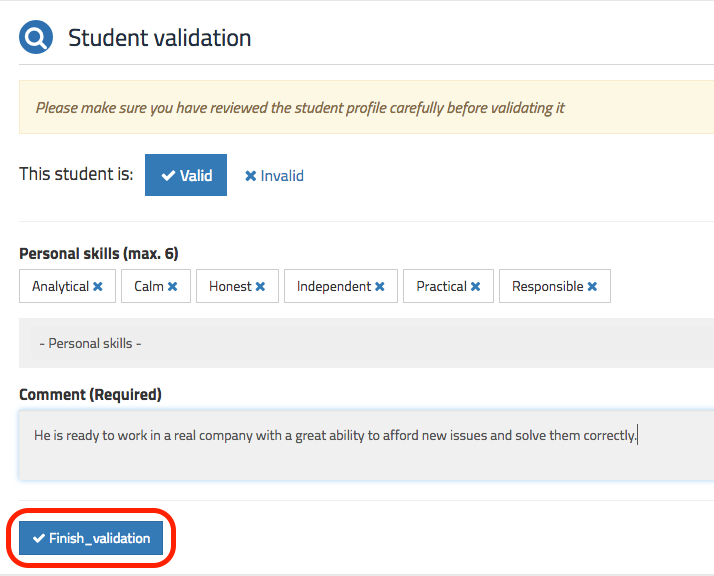 Student validation
Please make sure you have reviewed the student profile carefully before validating it
This student is: Valid Invalid
Personal skills (max. 6)
Analytical Calm Honest Independent Practical Responsible
- Personal skills -
Comment (Required)
He is ready to work in a real company with a great ability to afford new issues and solve them correctly.
Finish_validation